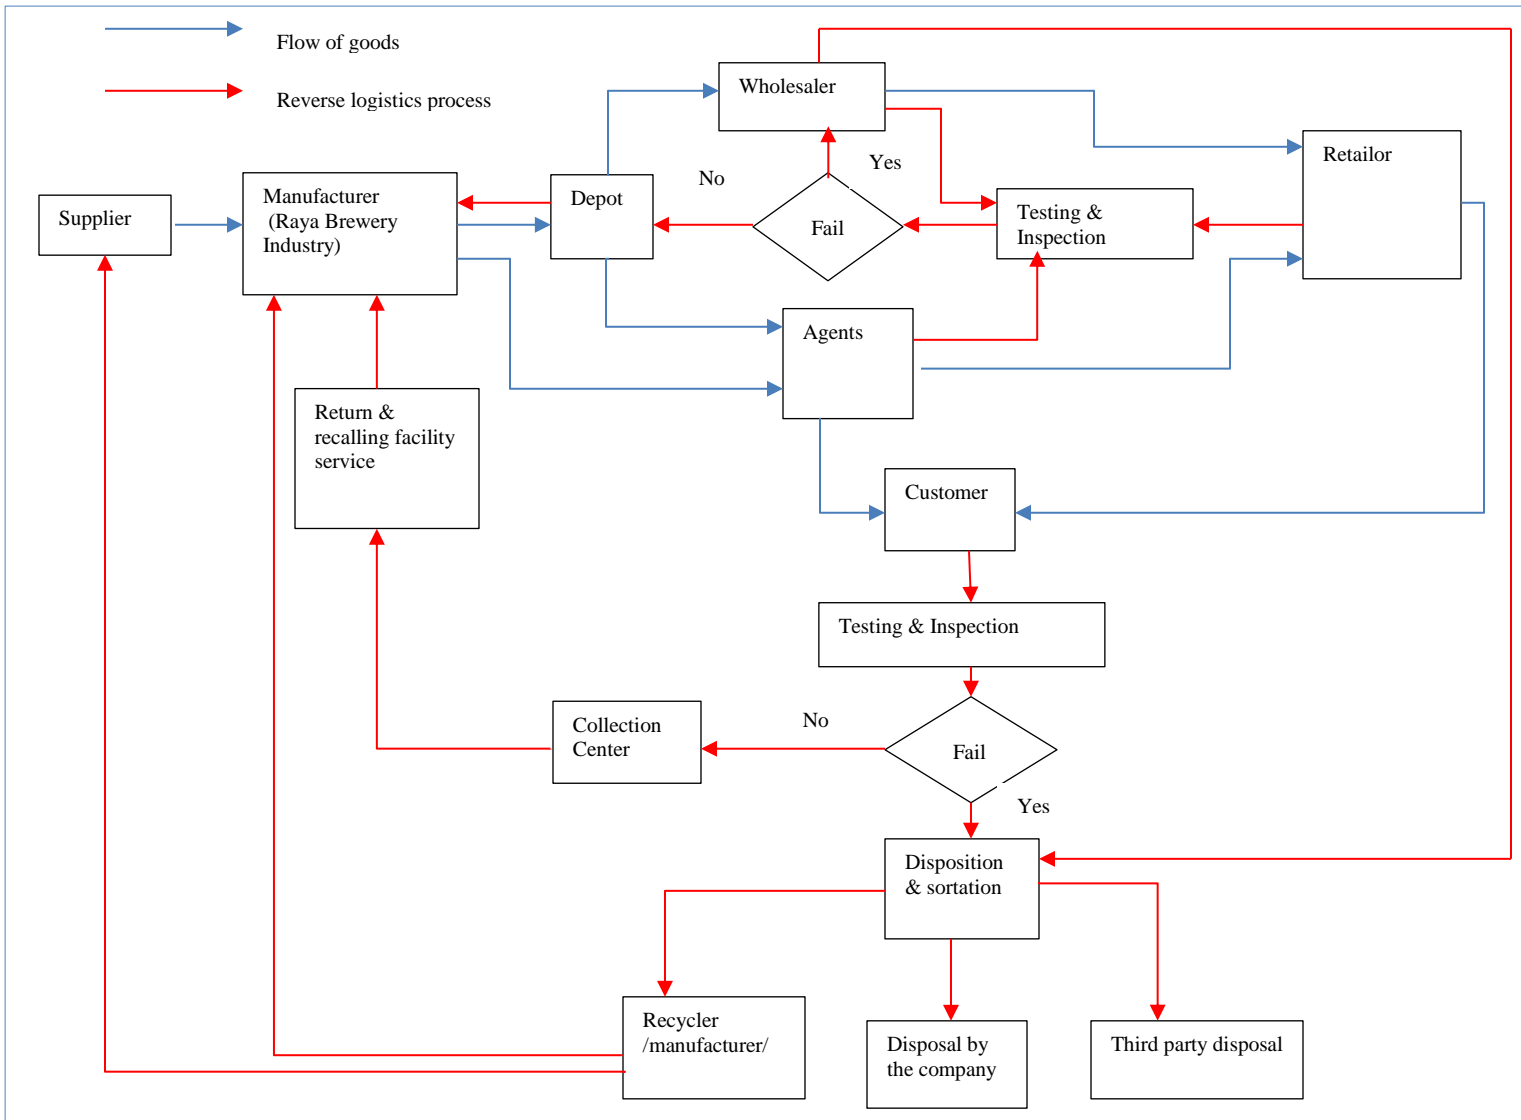 Flow of goods
Reverse logistics process
Wholesaler
Yes
No
Retailor
Supplier
Manufacturer
(Raya Brewery
Industry)
Depot
Fail
Testing &
Inspection
Agents
Return &
recalling facility
service
Customer
Testing & Inspection
Collection
Center
No
Fail
Yes
Disposition
& sortation
Recycler
/manufacturer/
Disposal by
the company
Third party disposal